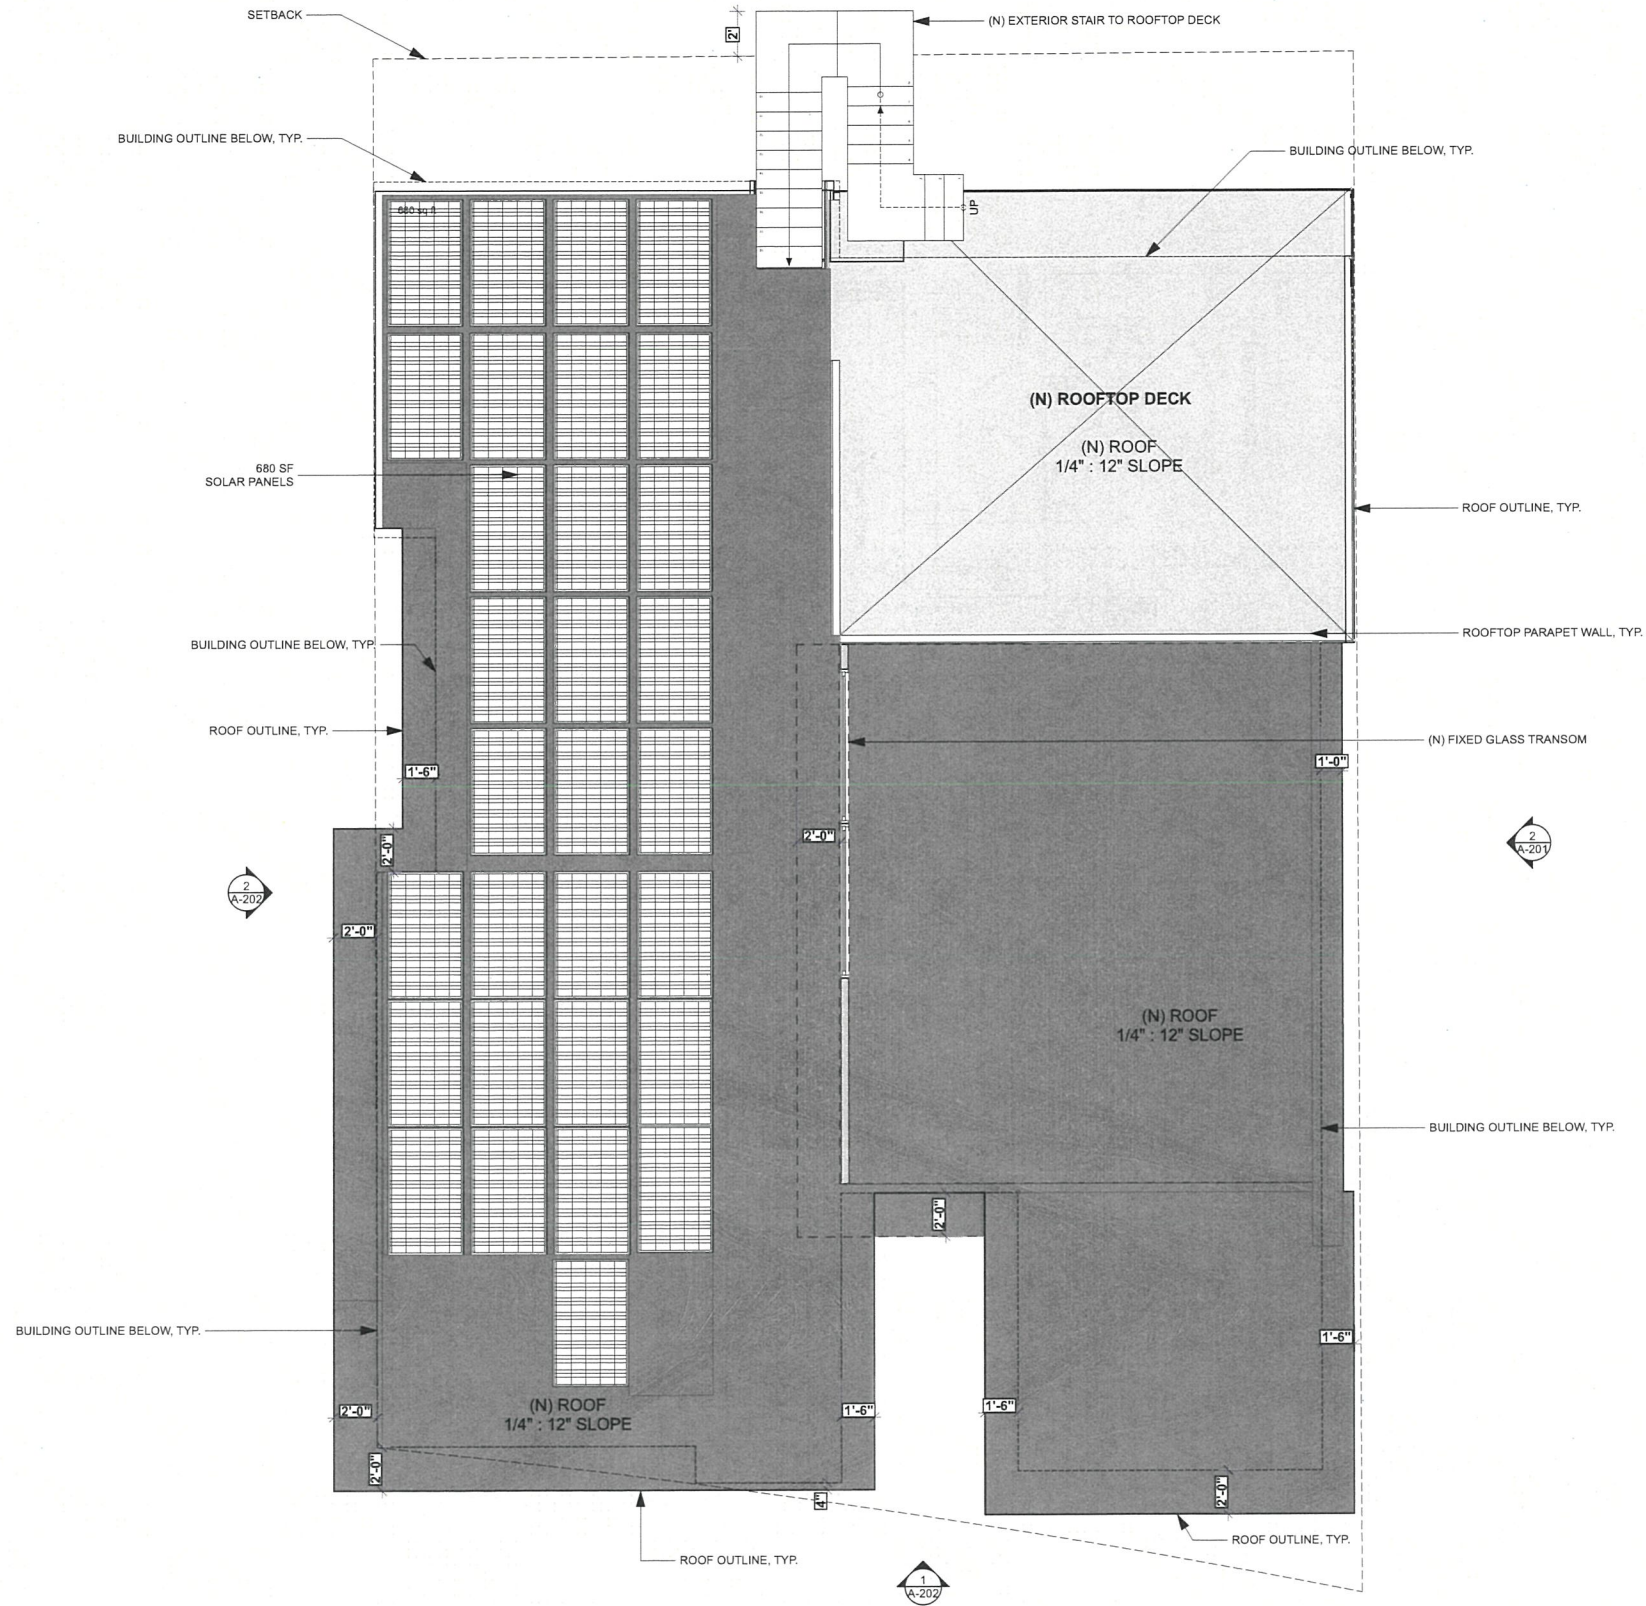 SETBACK
2'
(N) EXTERIOR STAIR TO ROOFTOP DECK
BUILDING OUTLINE BELOW, TYP.
BUILDING OUTLINE BELOW, TYP.
680 sq ft
UP
(N) ROOFTOP DECK
(N) ROOF
1/4" : 12" SLOPE
680 SF
SOLAR PANELS
ROOF OUTLINE, TYP.
ROOFTOP PARAPET WALL, TYP.
BUILDING OUTLINE BELOW, TYP.
ROOF OUTLINE, TYP.
(N) FIXED GLASS TRANSOM
1'-6"
1'-0"
2'-0"
2'-0"
2
A-201
2
A-202
2'-0"
(N) ROOF
1/4" : 12" SLOPE
BUILDING OUTLINE BELOW, TYP.
2'-0"
BUILDING OUTLINE BELOW, TYP.
1'-6"
(N) ROOF
1/4" : 12" SLOPE
2'-0"
1'-6"
1'-6"
2'-0"
4"
2'-0"
ROOF OUTLINE, TYP.
ROOF OUTLINE, TYP.
1
A-202